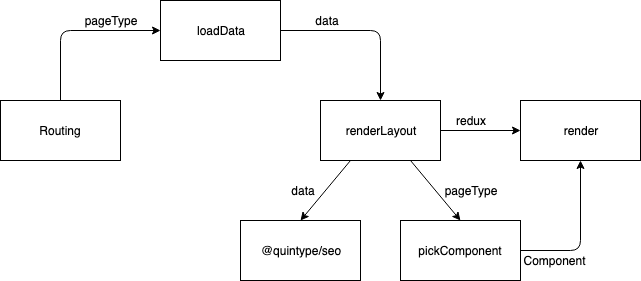 pageType
loadData
data
Routing
renderLayout
redux
render
data
pageType
@quintype/seo
pickComponent
Component